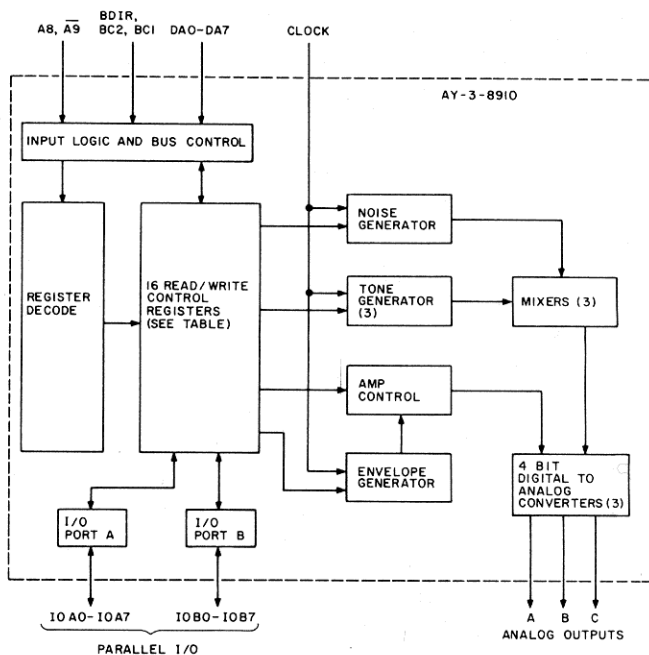 BDIR,
A8, A9 BC2, BC1 DA0-DA7 CLOCK
AY-3-8910
INPUT LOGIC AND BUS CONTROL
REGISTER
DECODE
16 READ/WRITE
CONTROL
REGISTERS
(SEE TABLE)
NOISE
GENERATOR
TONE
GENERATOR
(3)
MIXERS (3)
AMP
CONTROL
ENVELOPE
GENERATOR
4 BIT
DIGITAL TO
ANALOG
CONVERTERS(3)
I/O
PORT A
I/O
PORT B
IOA0-IOA7
IOB0-IOB7
PARALLEL I/O
A B C
ANALOG OUTPUTS